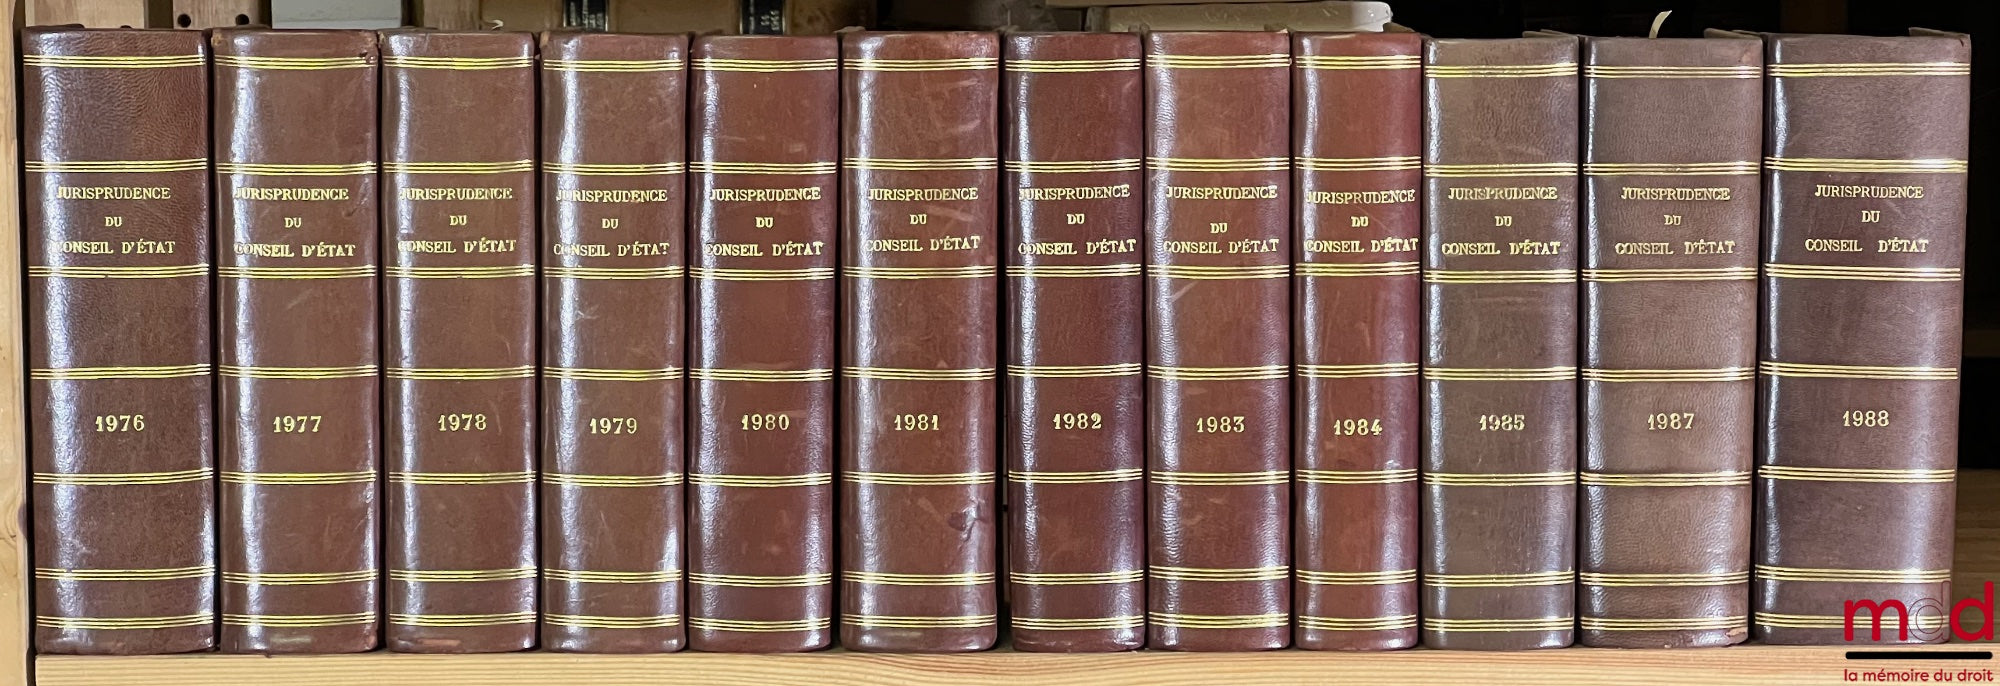 JURISPRUDENCE
DU
CONSEIL D'ÉTAT
1976
JURISPRUDENCE
DU
CONSEIL D'ÉTAT
1977
JURISPRUDENCE
DU
CONSEIL D'ÉTAT
1978
JURISPRUDENCE
DU
CONSEIL D'ÉTAT
1979
JURISPRUDENCE
DU
CONSEIL D'ÉTAT
1980
JURISPRUDENCE
DU
CONSEIL D'ÉTAT
1981
JURISPRUDENCE
DU
CONSEIL D'ÉTAT
1982
JURISPRUDENCE
DU
CONSEIL D'ÉTAT
1983
JURISPRUDENCE
DU
CONSEIL D'ÉTAT
1984
JURISPRUDENCE
DU
CONSEIL D'ÉTAT
1985
JURISPRUDENCE
DU
CONSEIL D'ÉTAT
1987
JURISPRUDENCE
DU
CONSEIL D'ÉTAT
1988
mdd
la mémoire du droit